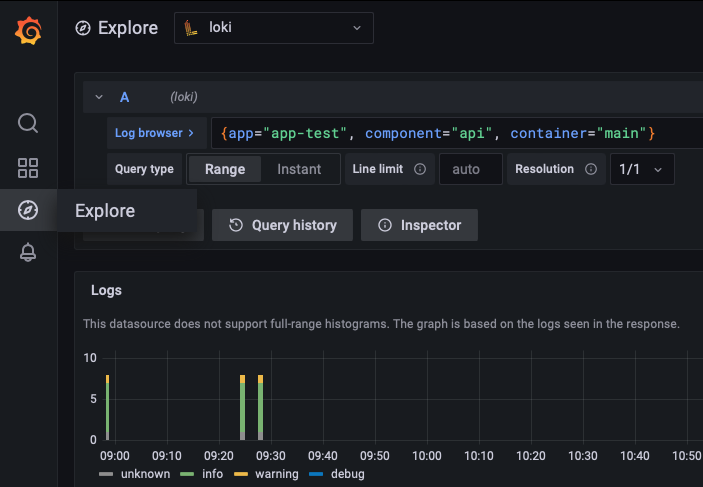 Explore
loki
A
(loki)
Log browser >
{app="app-test", component="api", container="main"}
Query type
Range
Instant
Line limit
auto
Resolution
1/1
Explore
Query history
Inspector
Logs
This datasource does not support full-range histograms. The graph is based on the logs seen in the response.
10
5
0
09:00 09:10 09:20 09:30 09:40 09:50 10:00 10:10 10:20 10:30 10:40 10:50
unknown info warning debug